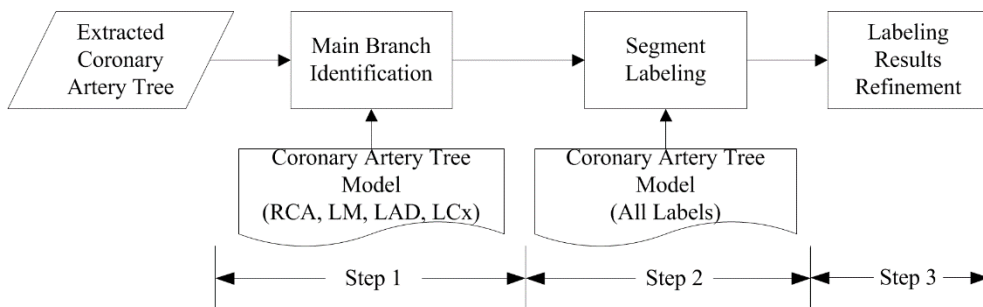 Extracted
Coronary
Artery Tree
Main Branch
Identification
Segment
Labeling
Labeling
Results
Refinement
Coronary Artery Tree
Model
(RCA, LM, LAD, LCx)
Coronary Artery Tree
Model
(All Labels)
Step 1
Step 2
Step 3